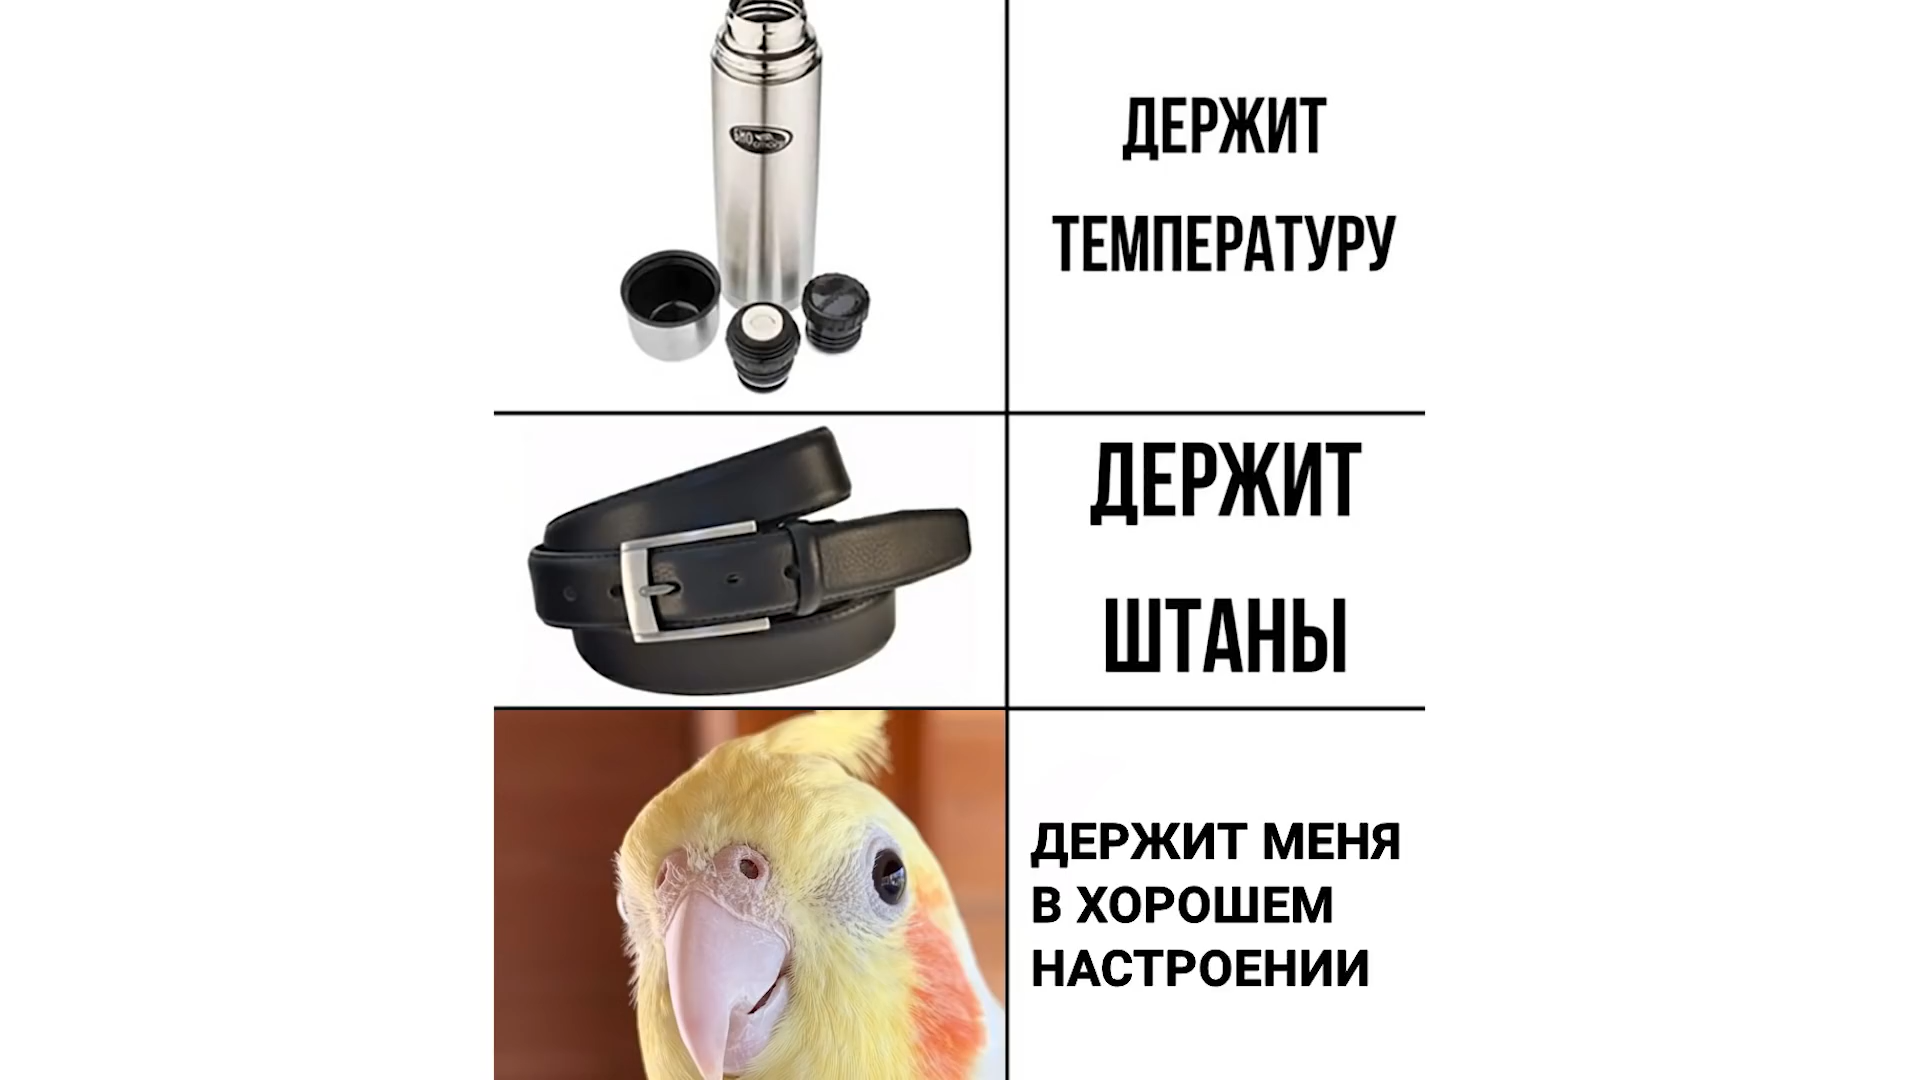 ДЕРЖИТ
ТЕМПЕРАТУРУ
ДЕРЖИТ
ШТАНЫ
ДЕРЖИТ МЕНЯ
В ХОРОШЕМ
НАСТРОЕНИИ